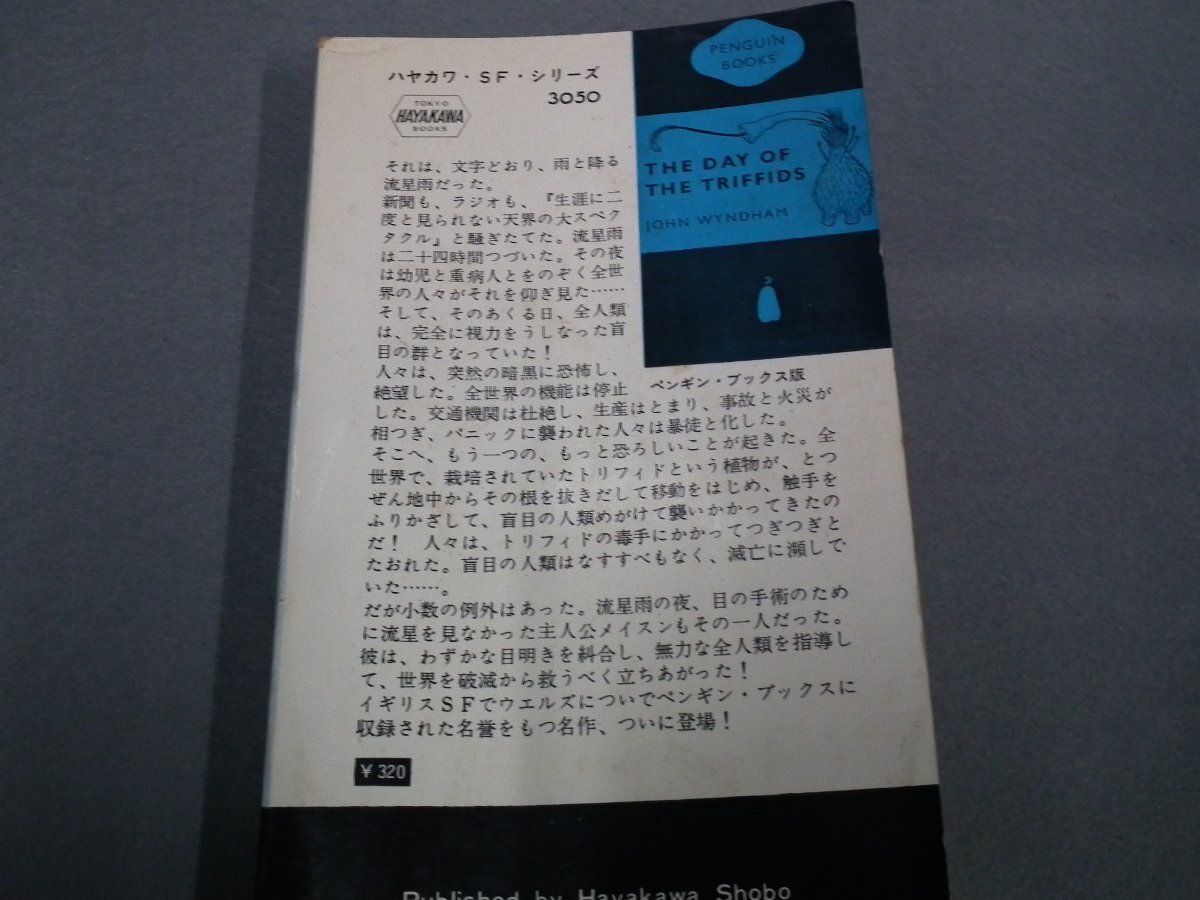 ハヤカワ・SF・シリーズ
3050
TOKYO
HAYAKAWA
BOOKS
PENGUIN
BOOKS
THE DAY OF
THE TRIFFIDS
JOHN WYNDHAM
ペンギン・ブックス版
それは、文字どおり、雨と降る
流星雨だった。
新聞も、ラジオも、『生涯に二
度と見られない天界の大スペク
タクル』と騒ぎたてた。流星雨
は二十四時間つづいた。その夜
は幼児と重病人とをのぞく全世
界の人々がそれを仰ぎ見た……
そして、そのあくる日、全人類
は、完全に視力をうしなった盲
目の群となっていた！
人々は、突然の暗黒に恐怖し、
絶望した。全世界の機能は停止
した。交通機関は杜絶し、生産はとまり、事故と火災が
相つぎ、パニックに襲われた人々は暴徒と化した。
そこへ、もう一つの、もっと恐ろしいことが起きた。全
世界で、栽培されていたトリフィドという植物が、とつ
ぜん地中からその根を抜きだして移動をはじめ、触手を
ふりかざして、盲目の人類めがけて襲いかかってきたの
だ！　人々は、トリフィドの毒手にかかってつぎつぎと
たおれた。盲目の人類はなすすべもなく、滅亡に瀕して
いた……。
だが小数の例外はあった。流星雨の夜、目の手術のため
に流星を見なかった主人公メイスンもその一人だった。
彼は、わずかな目明きを糾合し、無力な全人類を指導し
て、世界を破滅から救うべく立ちあがった！
イギリスSFでウエルズについでペンギン・ブックスに
収録された名誉をもつ名作、ついに登場！
¥ 320
Published by Hayakawa Shobo